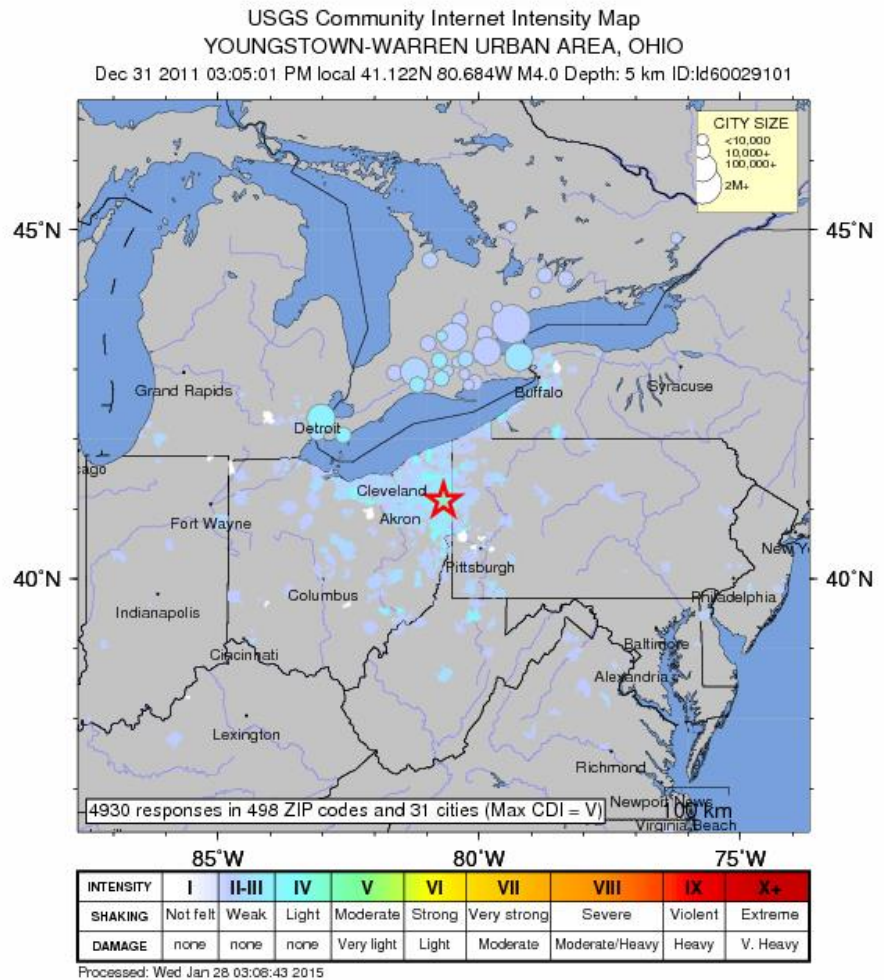 USGS Community Internet Intensity Map
YOUNGSTOWN-WARREN URBAN AREA, OHIO
Dec 31 2011 03:05:01 PM local 41.122N 80.684W M4.0 Depth: 5 km ID:ld60029101
CITY SIZE
<10,000
10,000+
100,000+
2M+
45°N
45°N
Grand Rapids
Buffalo
Syracuse
Detroit
ago
Cleveland
Akron
Fort Wayne
New Y
Pittsburgh
40°N
40°N
Columbus
Philadelphia
Indianapolis
Baltimore
Cincinnati
Alexandria
Lexington
Richmond
4930 responses in 498 ZIP codes and 31 cities (Max CDI = V)
Newport News
100 km
Virginia Beach
85°W
80°W
75°W
INTENSITY I II-III IV V VI VII VIII IX X+
SHAKING Not felt Weak Light Moderate Strong Very strong Severe Violent Extreme
DAMAGE none none none Very light Light Moderate Moderate/Heavy Heavy V. Heavy
Processed: Wed Jan 28 03:08:43 2015